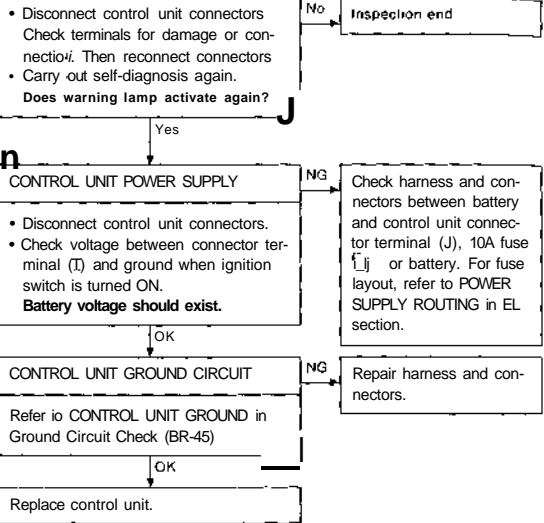 • Disconnect control unit connectors
Check terminals for damage or con-
nection. Then reconnect connectors
• Carry out self-diagnosis again.
Does warning lamp activate again?
No
Inspection end
J
Yes
n
CONTROL UNIT POWER SUPPLY
• Disconnect control unit connectors.
• Check voltage between connector ter-
minal (T) and ground when ignition
switch is turned ON.
Battery voltage should exist.
NG
Check harness and con-
nectors between battery
and control unit connec-
tor terminal (J), 10A fuse
or battery. For fuse
layout, refer to POWER
SUPPLY ROUTING in EL
section.
OK
CONTROL UNIT GROUND CIRCUIT
Refer io CONTROL UNIT GROUND in
Ground Circuit Check (BR-45)
NG
Repair harness and con-
nectors.
OK
Replace control unit.